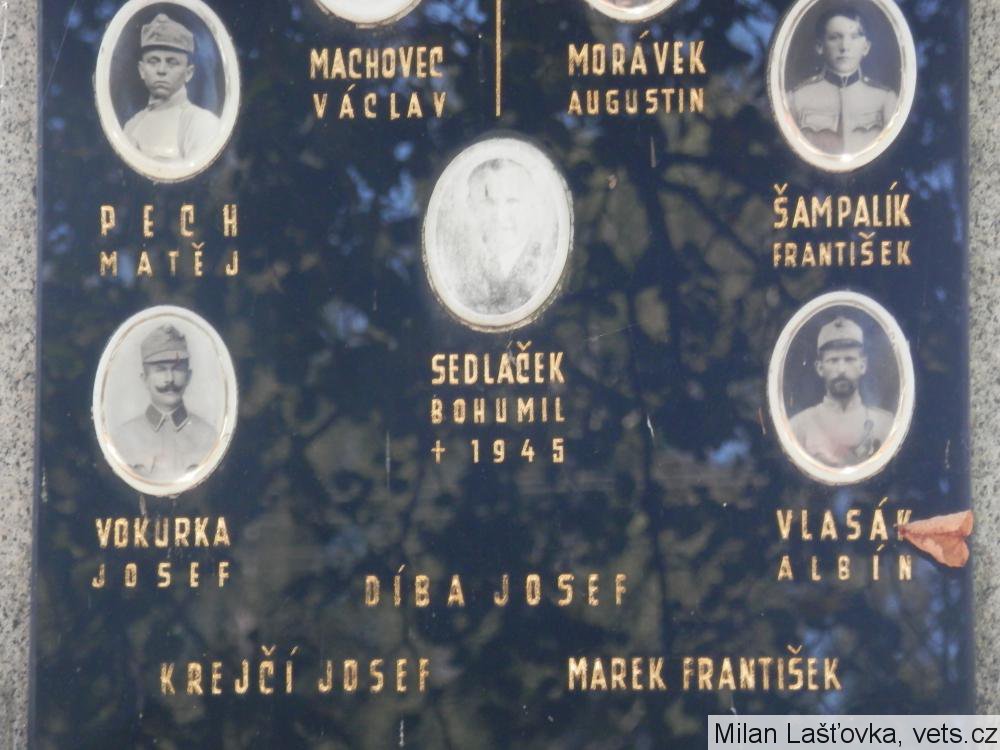 MACHOVEC
VÁCLAV
MORÁVEK
AUGUSTIN
PECH
MATĚJ
ŠAMPALÍK
FRANTIŠEK
SEDLÁČEK
BOHUMIL
+ 1945
VOKURKA
JOSEF
VLASÁK
ALBÍN
DÍBA JOSEF
KREJČÍ JOSEF
MAREK FRANTIŠEK
Milan Lašťovka, vets.cz